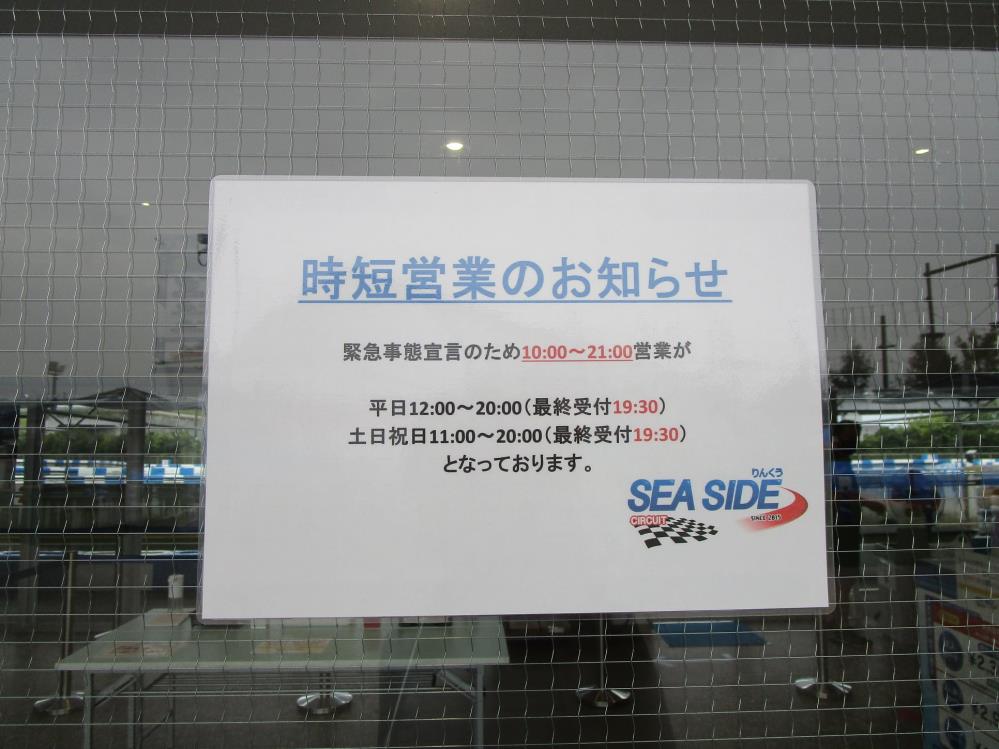 時短営業のお知らせ
緊急事態宣言のため10:00～21:00営業が
平日12:00～20:00（最終受付19:30）
土日祝日11:00～20:00（最終受付19:30）
となっております。
りんくう
SEA SIDE
CIRCUIT
SINCE 2015